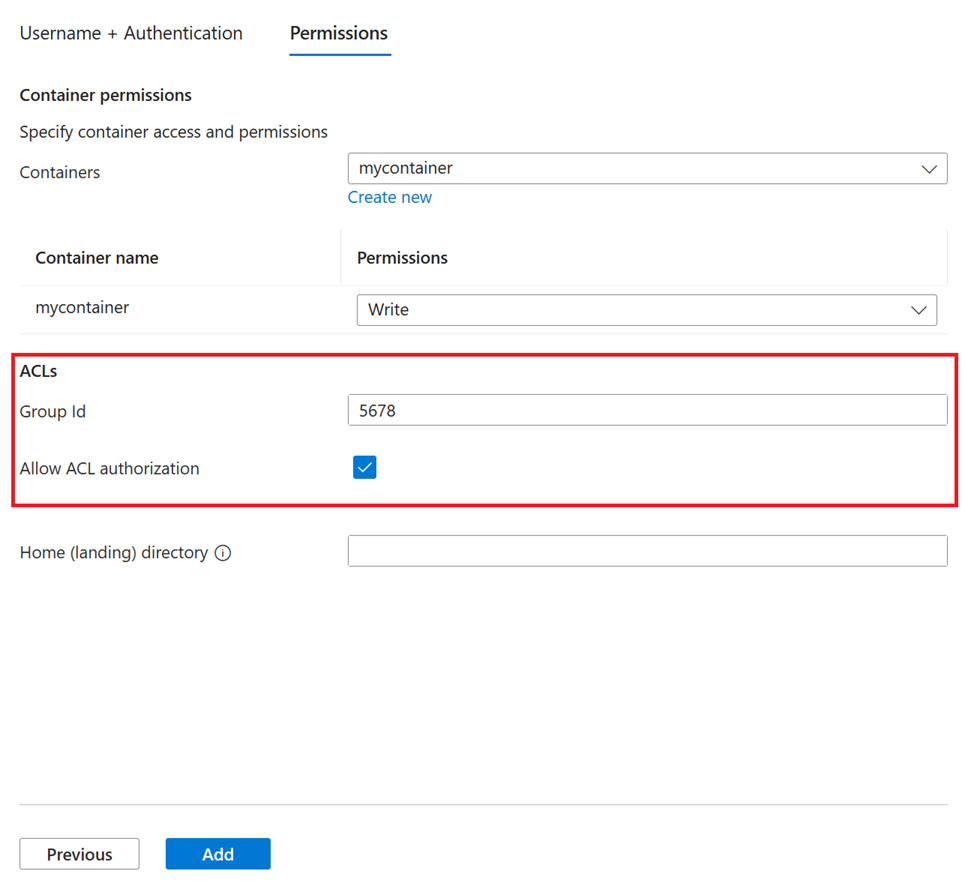 Username + Authentication Permissions
Container permissions
Specify container access and permissions
Containers mycontainer
Create new
Container name Permissions
mycontainer Write
ACLs
Group Id 5678
Allow ACL authorization
Home (landing) directory
Previous Add